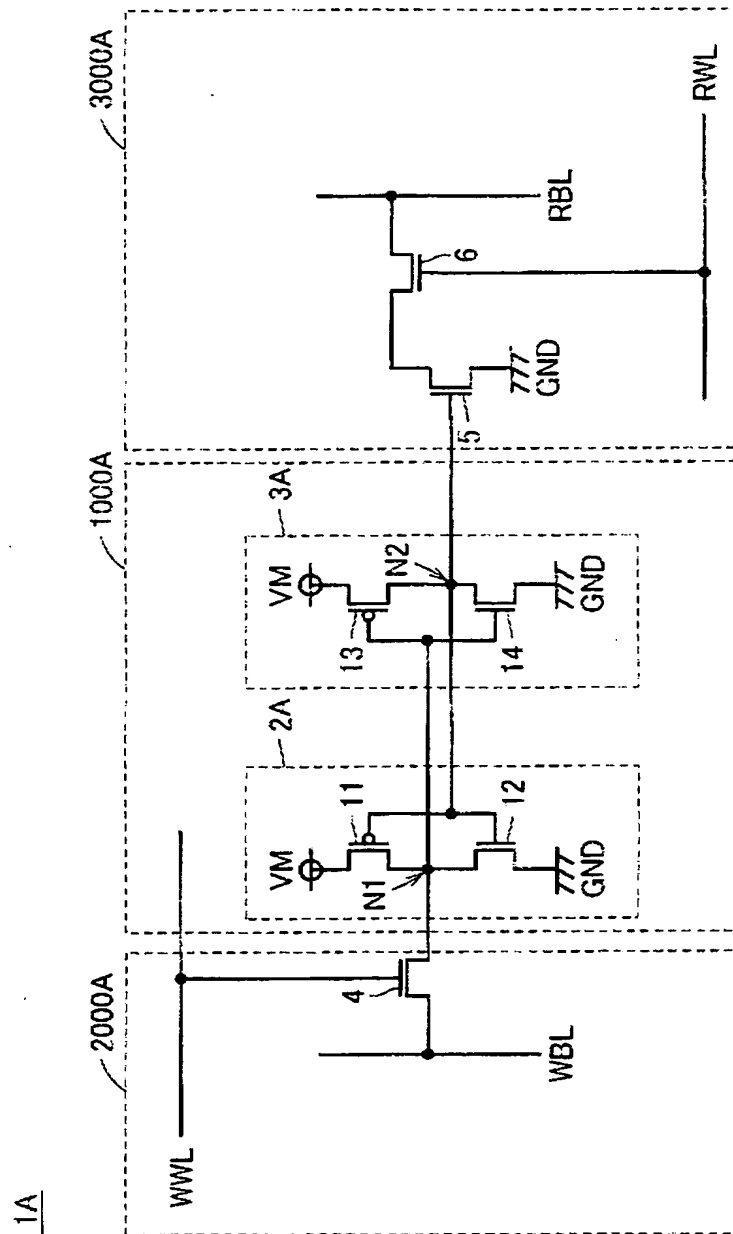 1A
2000A
1000A
3000A
WWL
WBL
4
2A
VM
11
N1
12
GND
3A
VM
13
N2
14
GND
5
GND
6
RBL
RWL